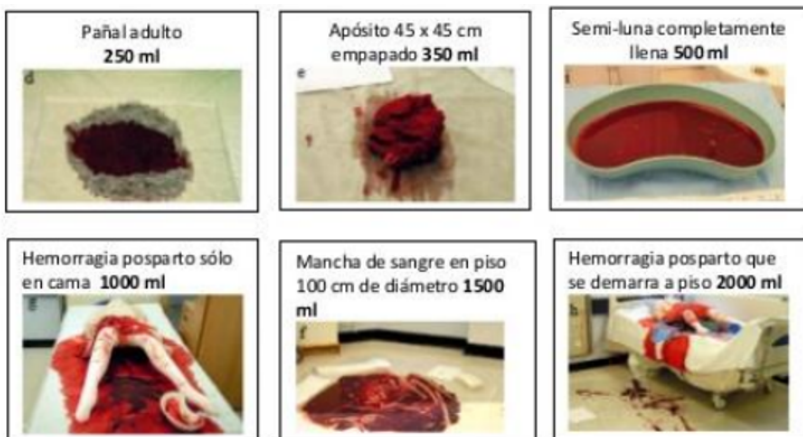 Pañal adulto
250 ml
d
Apósito 45 x 45 cm
empapado 350 ml
e
Semi-luna completamente
llena 500 ml
Hemorragia posparto sólo
en cama 1000 ml
Mancha de sangre en piso
100 cm de diámetro 1500
ml
f
Hemorragia posparto que
se demarra a piso 2000 ml
h